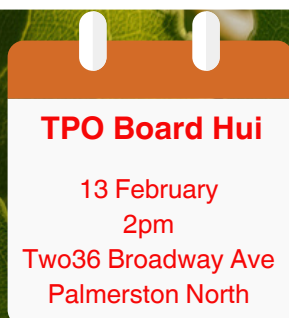 TPO Board Hui
13 February
2pm
Two36 Broadway Ave
Palmerston North